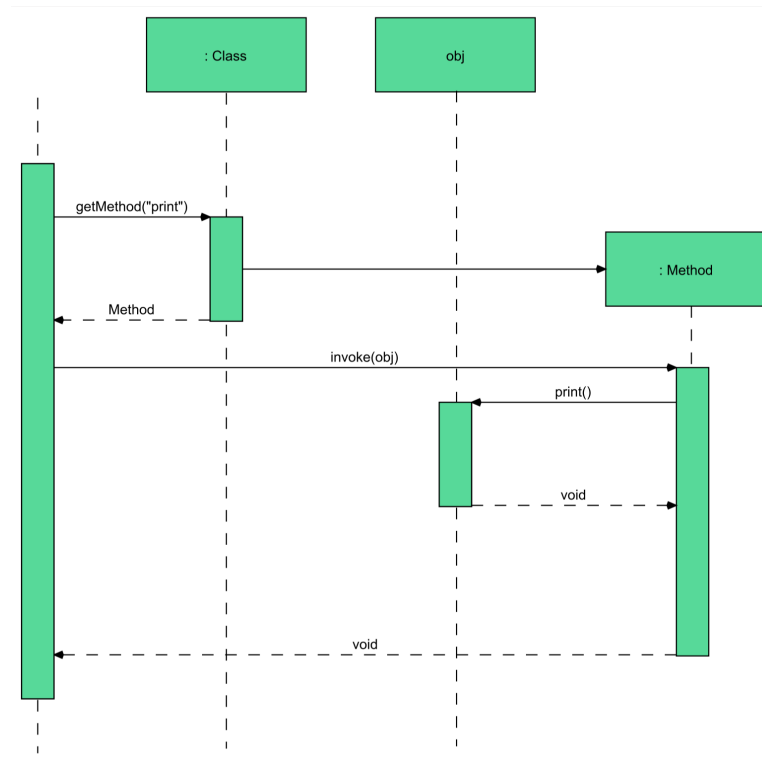 : Class
obj
getMethod("print")
: Method
Method
invoke(obj)
print()
void
void